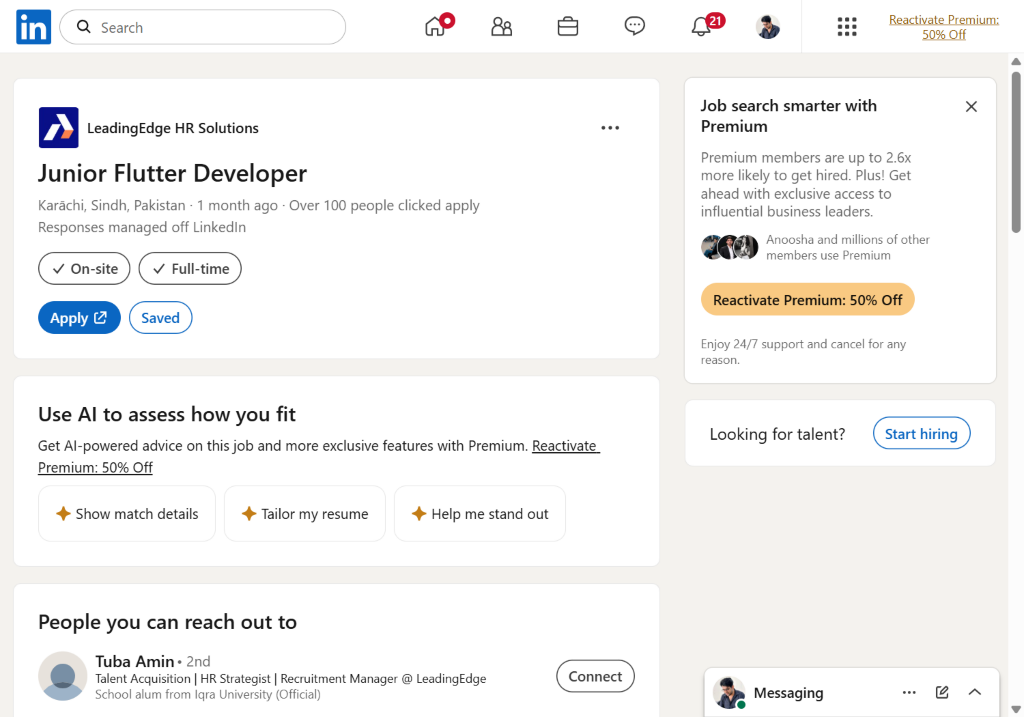 in
Search
21
Reactivate Premium:
50% Off
LeadingEdge HR Solutions
Junior Flutter Developer
Karāchi, Sindh, Pakistan · 1 month ago · Over 100 people clicked apply
Responses managed off LinkedIn
On-site
Full-time
Apply
Saved
Use AI to assess how you fit
Get AI-powered advice on this job and more exclusive features with Premium. Reactivate
Premium: 50% Off
Show match details
Tailor my resume
Help me stand out
People you can reach out to
Tuba Amin • 2nd
Talent Acquisition | HR Strategist | Recruitment Manager @ LeadingEdge
School alum from Iqra University (Official)
Connect
Job search smarter with
Premium
Premium members are up to 2.6x
more likely to get hired. Plus! Get
ahead with exclusive access to
influential business leaders.
Anoosha and millions of other
members use Premium
Reactivate Premium: 50% Off
Enjoy 24/7 support and cancel for any
reason.
Looking for talent?
Start hiring
Messaging